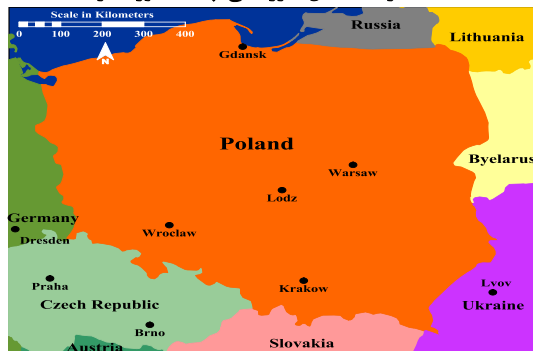 Scale in Kilometers
0 100 200 300 400
N
Russia
Lithuania
Gdansk
Poland
Byelarus
Warsaw
Lodz
Germany
Dresden
Wroclaw
Praha
Krakow
Lvov
Czech Republic
Ukraine
Brno
Slovakia
Austria